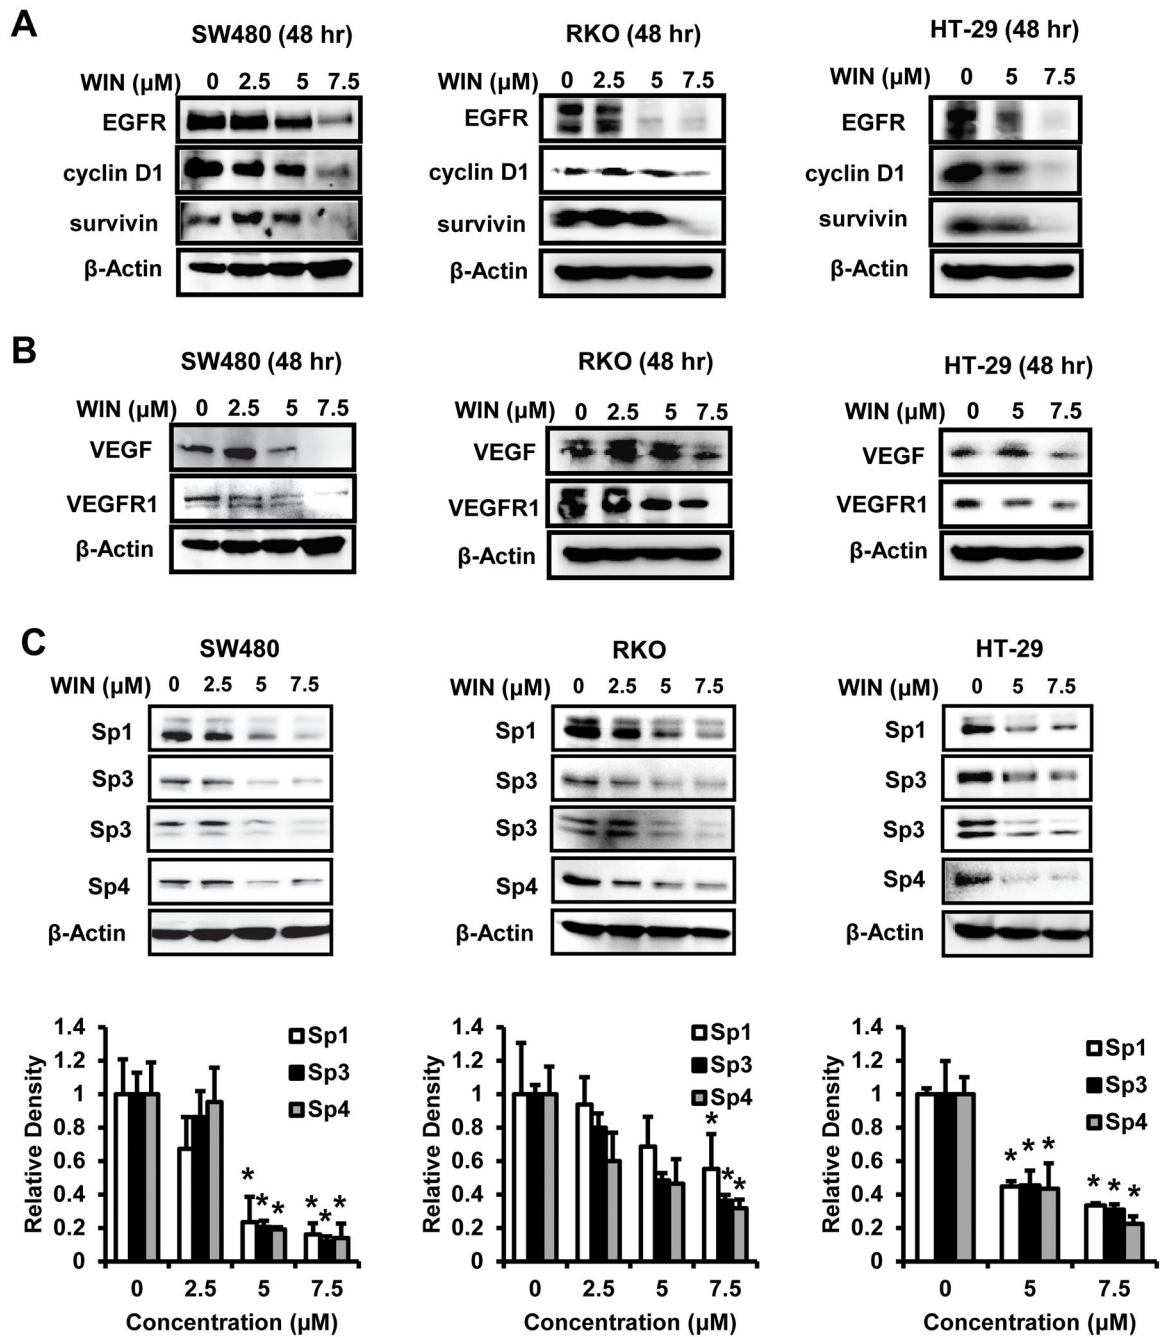 A
SW480 (48 hr)
WIN (µM) 0 2.5 5 7.5
EGFR
cyclin D1
survivin
β-Actin
RKO (48 hr)
WIN (µM) 0 2.5 5 7.5
EGFR
cyclin D1
survivin
β-Actin
HT-29 (48 hr)
WIN (µM) 0 5 7.5
EGFR
cyclin D1
survivin
β-Actin
B
SW480 (48 hr)
WIN (µM) 0 2.5 5 7.5
VEGF
VEGFR1
β-Actin
RKO (48 hr)
WIN (µM) 0 2.5 5 7.5
VEGF
VEGFR1
β-Actin
HT-29 (48 hr)
WIN (µM) 0 5 7.5
VEGF
VEGFR1
β-Actin
C
SW480
WIN (µM) 0 2.5 5 7.5
Sp1
Sp3
Sp3
Sp4
β-Actin
RKO
WIN (µM) 0 2.5 5 7.5
Sp1
Sp3
Sp3
Sp4
β-Actin
HT-29
WIN (µM) 0 5 7.5
Sp1
Sp3
Sp3
Sp4
β-Actin
Relative Density
1.4
1.2
1
0.8
0.6
0.4
0.2
0
Sp1
Sp3
Sp4
* * * * * *
0 2.5 5 7.5
Concentration (µM)
Relative Density
1.4
1.2
1
0.8
0.6
0.4
0.2
0
Sp1
Sp3
Sp4
* * *
0 2.5 5 7.5
Concentration (µM)
Relative Density
1.4
1.2
1
0.8
0.6
0.4
0.2
0
Sp1
Sp3
Sp4
* * * * * *
0 5 7.5
Concentration (µM)